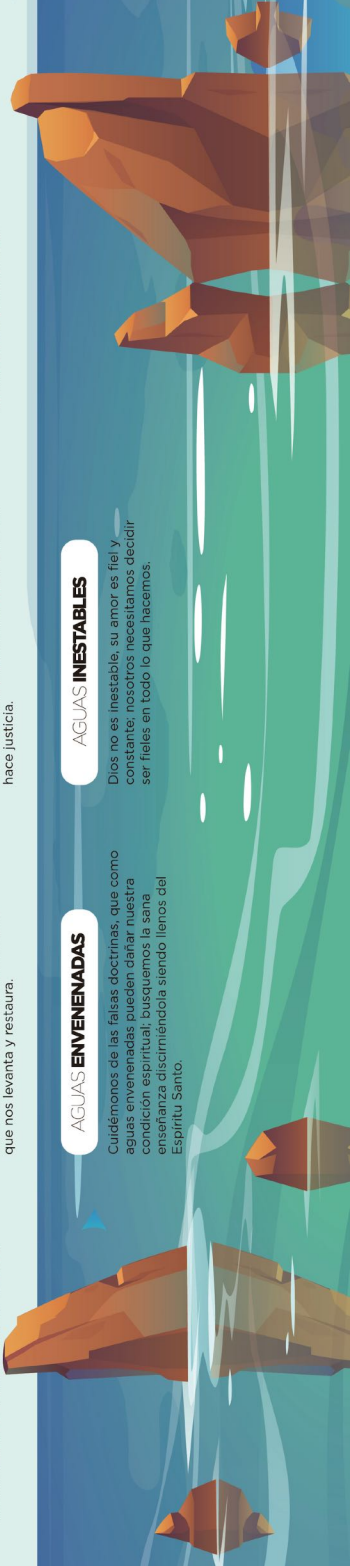 que nos levanta y restaura.
hace justicia.
AGUAS ENVENENADAS
Cuidémonos de las falsas doctrinas, que como
aguas envenenadas pueden dañar nuestra
condición espiritual; busquemos la sana
enseñanza discirniéndola siendo llenos del
Espíritu Santo.
AGUAS INESTABLES
Dios no es inestable, su amor es fiel y
constante; nosotros necesitamos decidir
ser fieles en todo lo que hacemos.